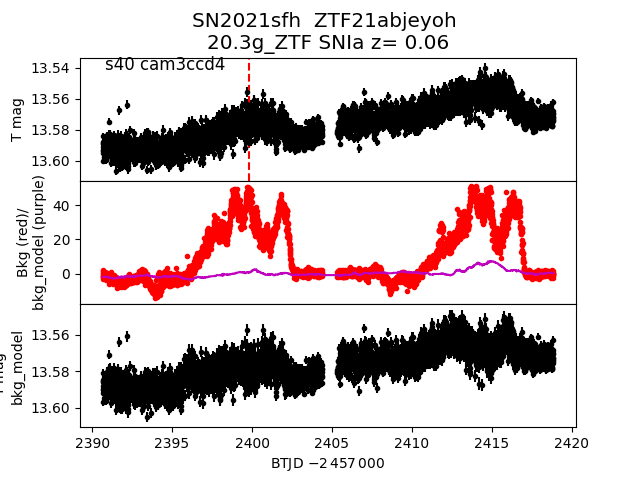 SN2021sfh ZTF21abjeyoh
20.3g_ZTF SNIa z= 0.06
s40 cam3ccd4
T mag
13.54
13.56
13.58
13.60
Bkg (red)/
bkg_model (purple)
40
20
0
bkg_model
13.56
13.58
13.60
2390
2395
2400
2405
2410
2415
2420
BTJD −2 457 000